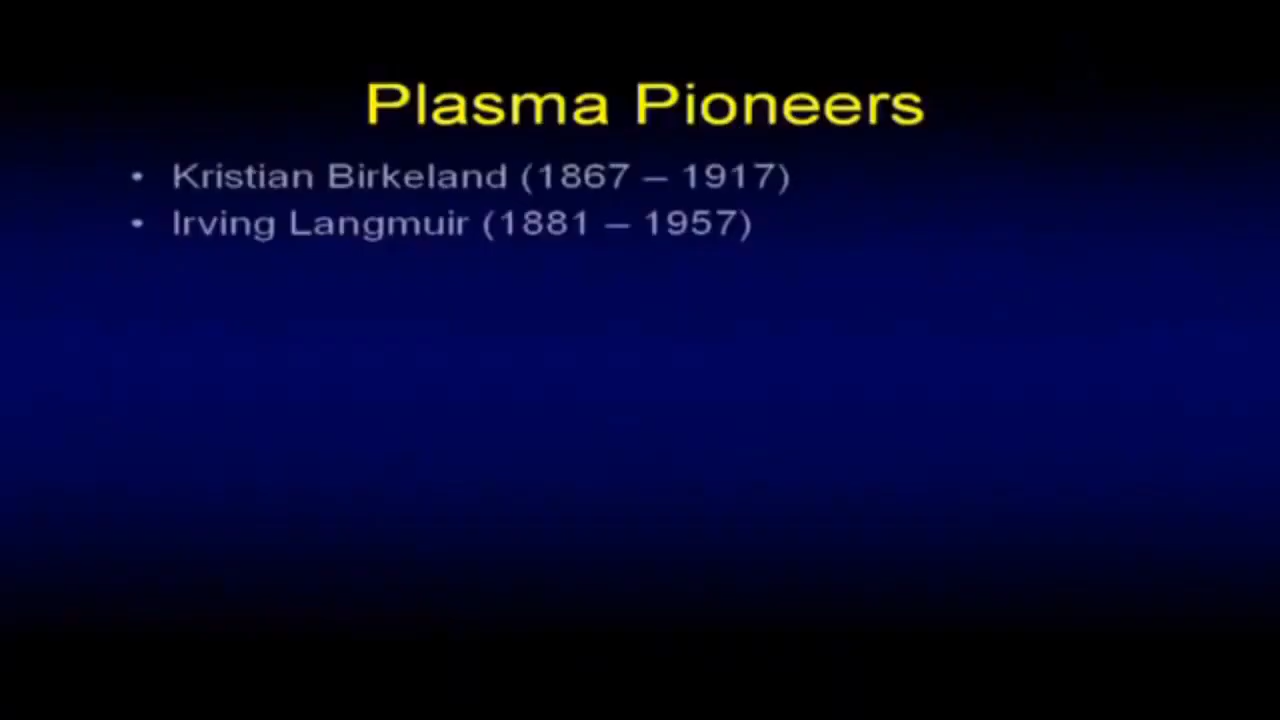 Plasma Pioneers
• Kristian Birkeland (1867 – 1917)
• Irving Langmuir (1881 – 1957)